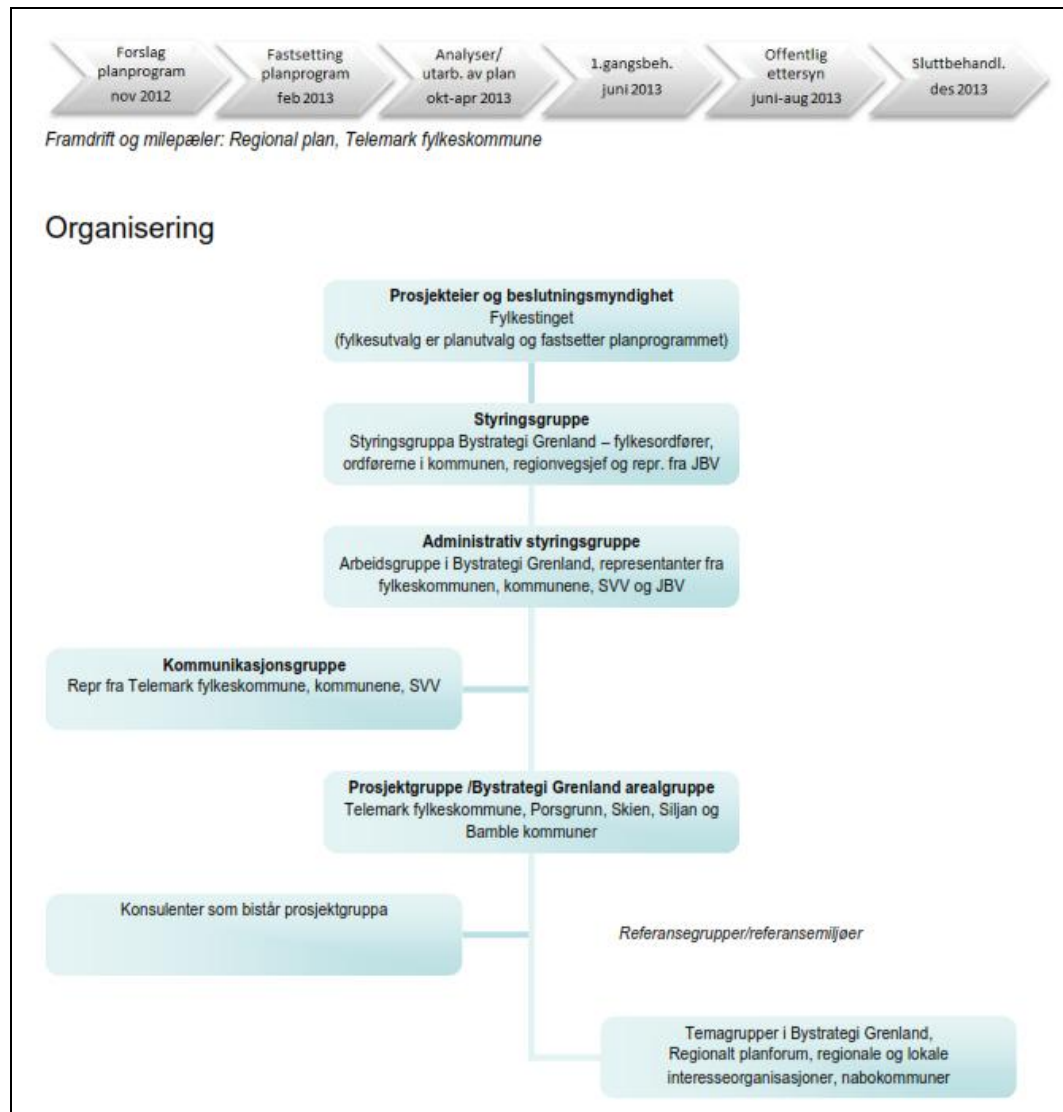 Forslag
planprogram
nov 2012
Fastsetting
planprogram
feb 2013
Analyser/
utarb. av plan
okt-apr 2013
1.gangsbeh.
juni 2013
Offentlig
ettersyn
juni-aug 2013
Sluttbehandl.
des 2013
Framdrift og milepæler: Regional plan, Telemark fylkeskommune
Organisering
Prosjekteier og beslutningsmyndighet
Fylkestinget
(fylkesutvalg er planutvalg og fastsetter planprogrammet)
Styringsgruppe
Styringsgruppa Bystrategi Grenland – fylkesordfører,
ordførerne i kommunen, regionvegsjef og repr. fra JBV
Administrativ styringsgruppe
Arbeidsgruppe i Bystrategi Grenland, representanter fra
fylkeskommunen, kommunene, SVV og JBV
Kommunikasjonsgruppe
Repr fra Telemark fylkeskommune, kommunene, SVV
Prosjektgruppe /Bystrategi Grenland arealgruppe
Telemark fylkeskommune, Porsgrunn, Skien, Siljan og
Bamble kommuner
Konsulenter som bistår prosjektgruppa
Referansegrupper/referansemiljøer
Temagrupper i Bystrategi Grenland,
Regionalt planforum, regionale og lokale
interesseorganisasjoner, nabokommuner